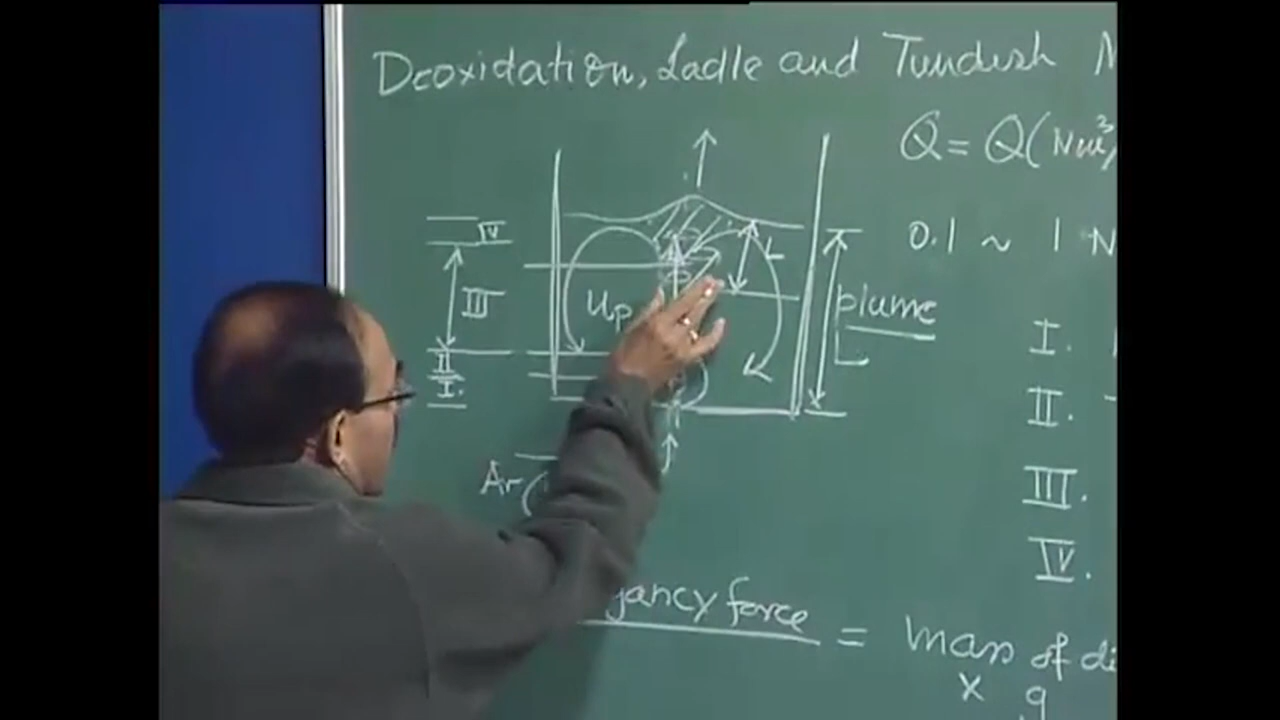 Deoxidation, Ladle and Tundish
Q = Q(Nm³/
0.1 ~ 1 N
IV
III
II
I.
Up
L
plume
L
Ar(
I.
II.
III.
IV.
yancy force = mass of di
x g